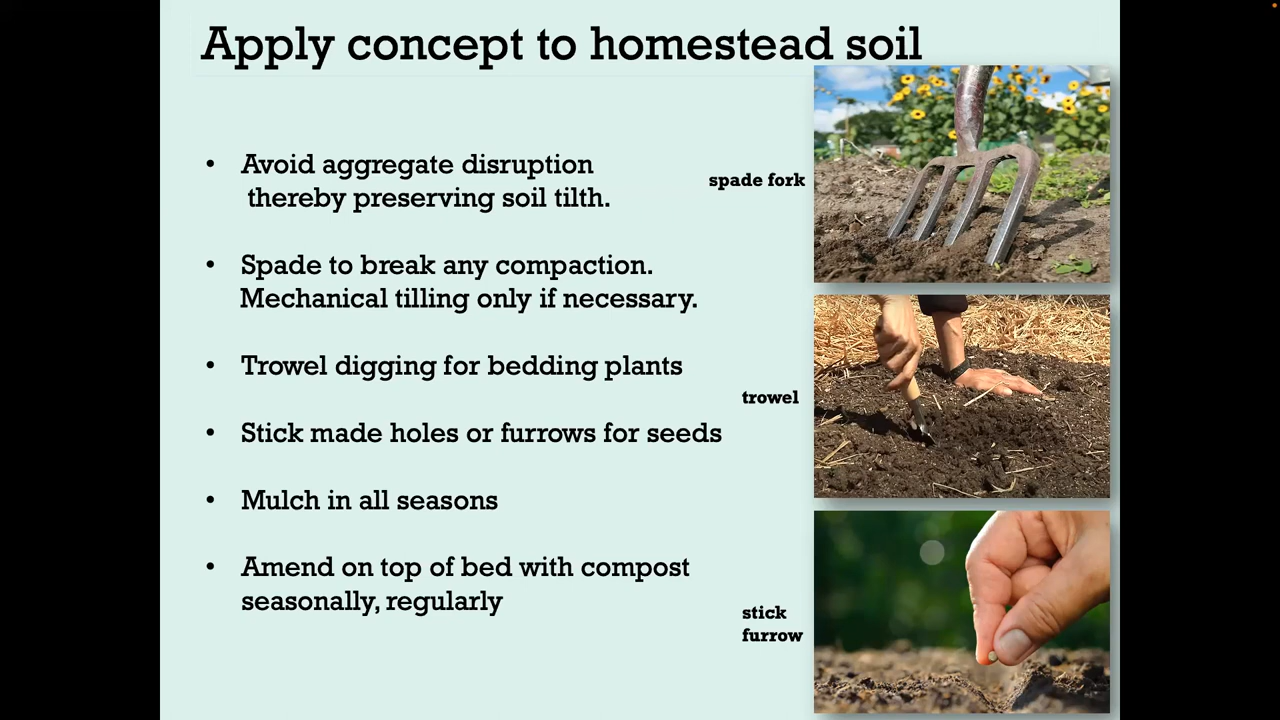 Apply concept to homestead soil
• Avoid aggregate disruption
thereby preserving soil tilth.
• Spade to break any compaction.
Mechanical tilling only if necessary.
• Trowel digging for bedding plants
• Stick made holes or furrows for seeds
• Mulch in all seasons
• Amend on top of bed with compost
seasonally, regularly
spade fork
trowel
stick
furrow